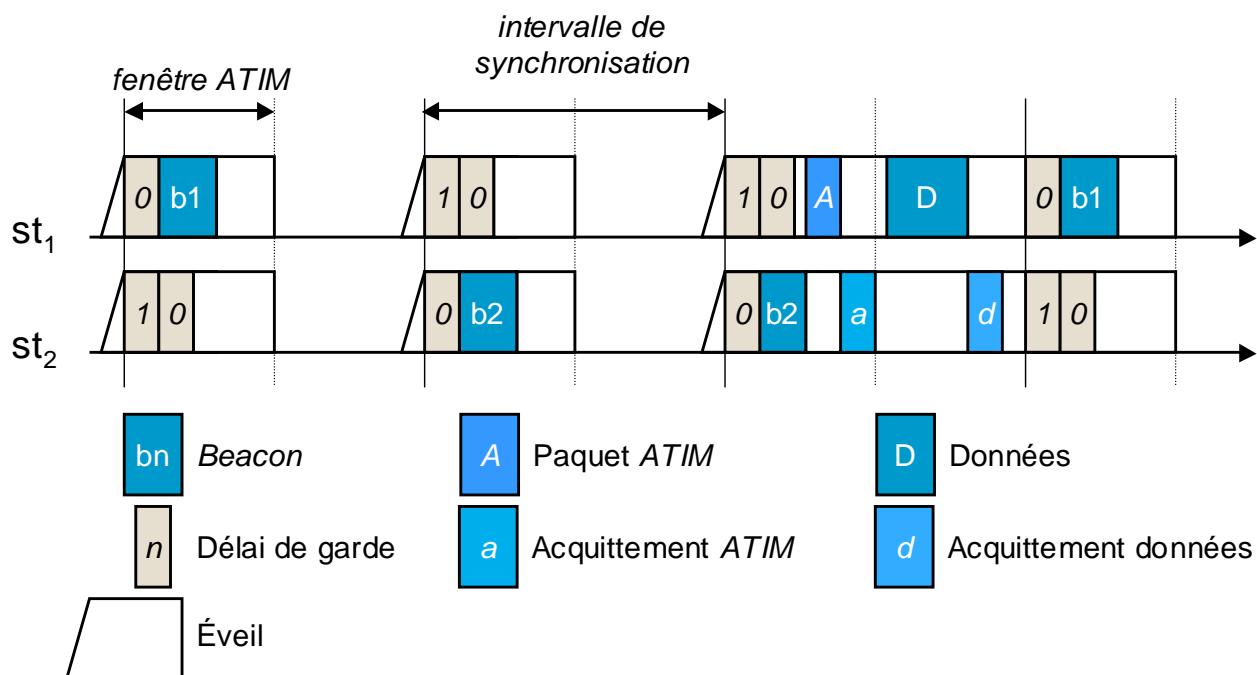 intervalle de
synchronisation
fenêtre ATIM
st1 0 b1 1 0 1 0 A D 0 b1
st2 1 0 0 b2 0 b2 a d 1 0
bn Beacon A Paquet ATIM D Données
n Délai de garde a Acquittement ATIM d Acquittement données
Éveil